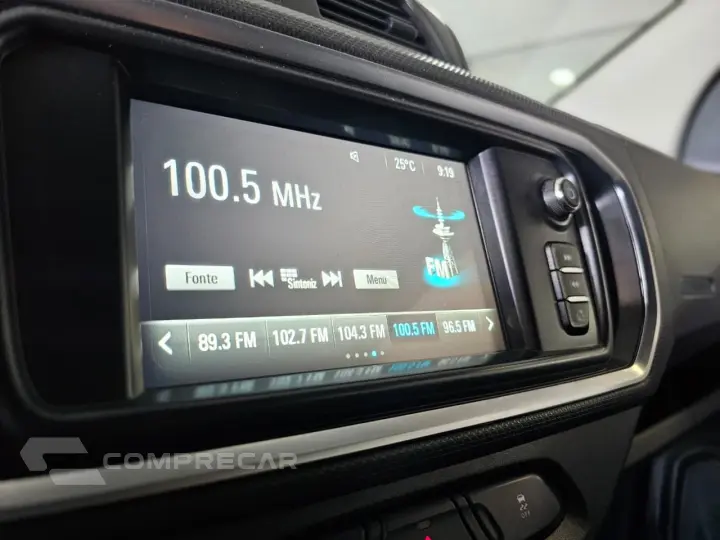 25°C 9:19
100.5 MHz
FM
Fonte Sintoniz Menu
89.3 FM 102.7 FM 104.3 FM 100.5 FM 96.5 FM
COMPRECAR
OFF